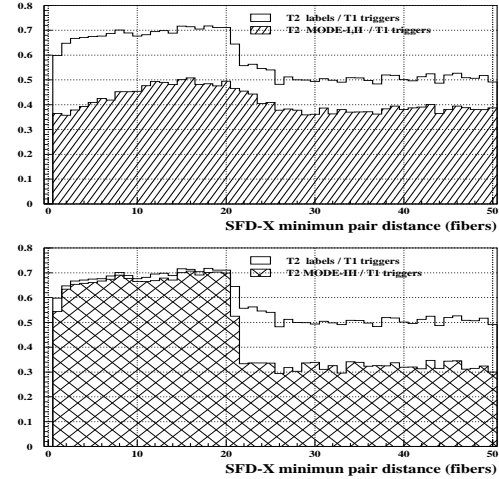 0.8
T2 labels / T1 triggers
T2 MODE-I,II / T1 triggers
0.7
0.6
0.5
0.4
0.3
0.2
0.1
0
0 10 20 30 40 50
SFD-X minimun pair distance (fibers)
0.8
T2 labels / T1 triggers
T2 MODE-III / T1 triggers
0.7
0.6
0.5
0.4
0.3
0.2
0.1
0
0 10 20 30 40 50
SFD-X minimun pair distance (fibers)